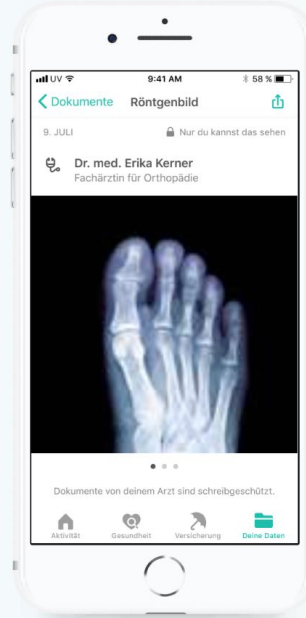 UV 9:41 AM 58 %
Dokumente Röntgenbild
9. JULI Nur du kannst das sehen
Dr. med. Erika Kerner
Fachärztin für Orthopädie
Dokumente von deinem Arzt sind schreibgeschützt.
Aktivität Gesundheit Versicherung Deine Daten